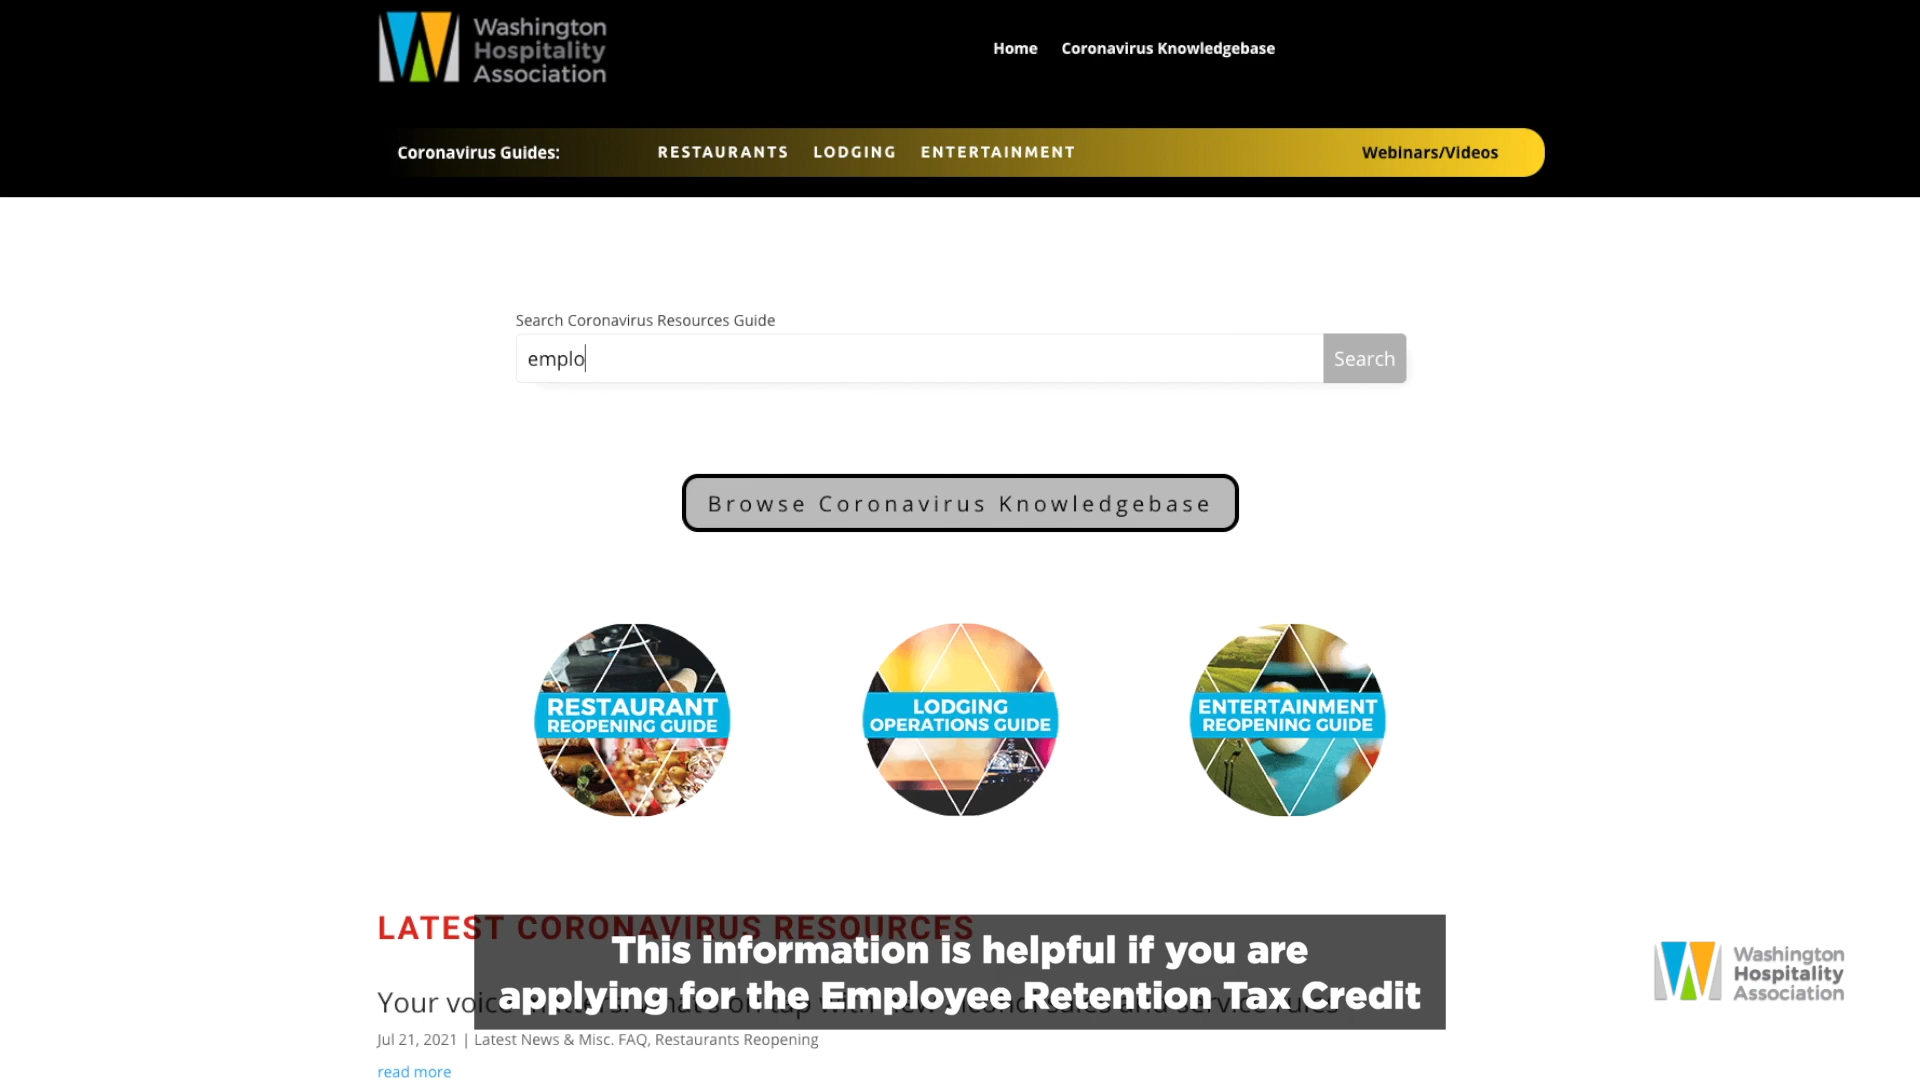 Washington
Hospitality
Association
Home
Coronavirus Knowledgebase
Coronavirus Guides:
RESTAURANTS
LODGING
ENTERTAINMENT
Webinars/Videos
Search Coronavirus Resources Guide
emplo
Search
Browse Coronavirus Knowledgebase
RESTAURANT
REOPENING GUIDE
LODGING
OPERATIONS GUIDE
ENTERTAINMENT
REOPENING GUIDE
LATEST CORONAVIRUS RESOURCES
This information is helpful if you are
applying for the Employee Retention Tax Credit
Your voice
Jul 21, 2021 | Latest News & Misc. FAQ, Restaurants Reopening
read more
Washington
Hospitality
Association